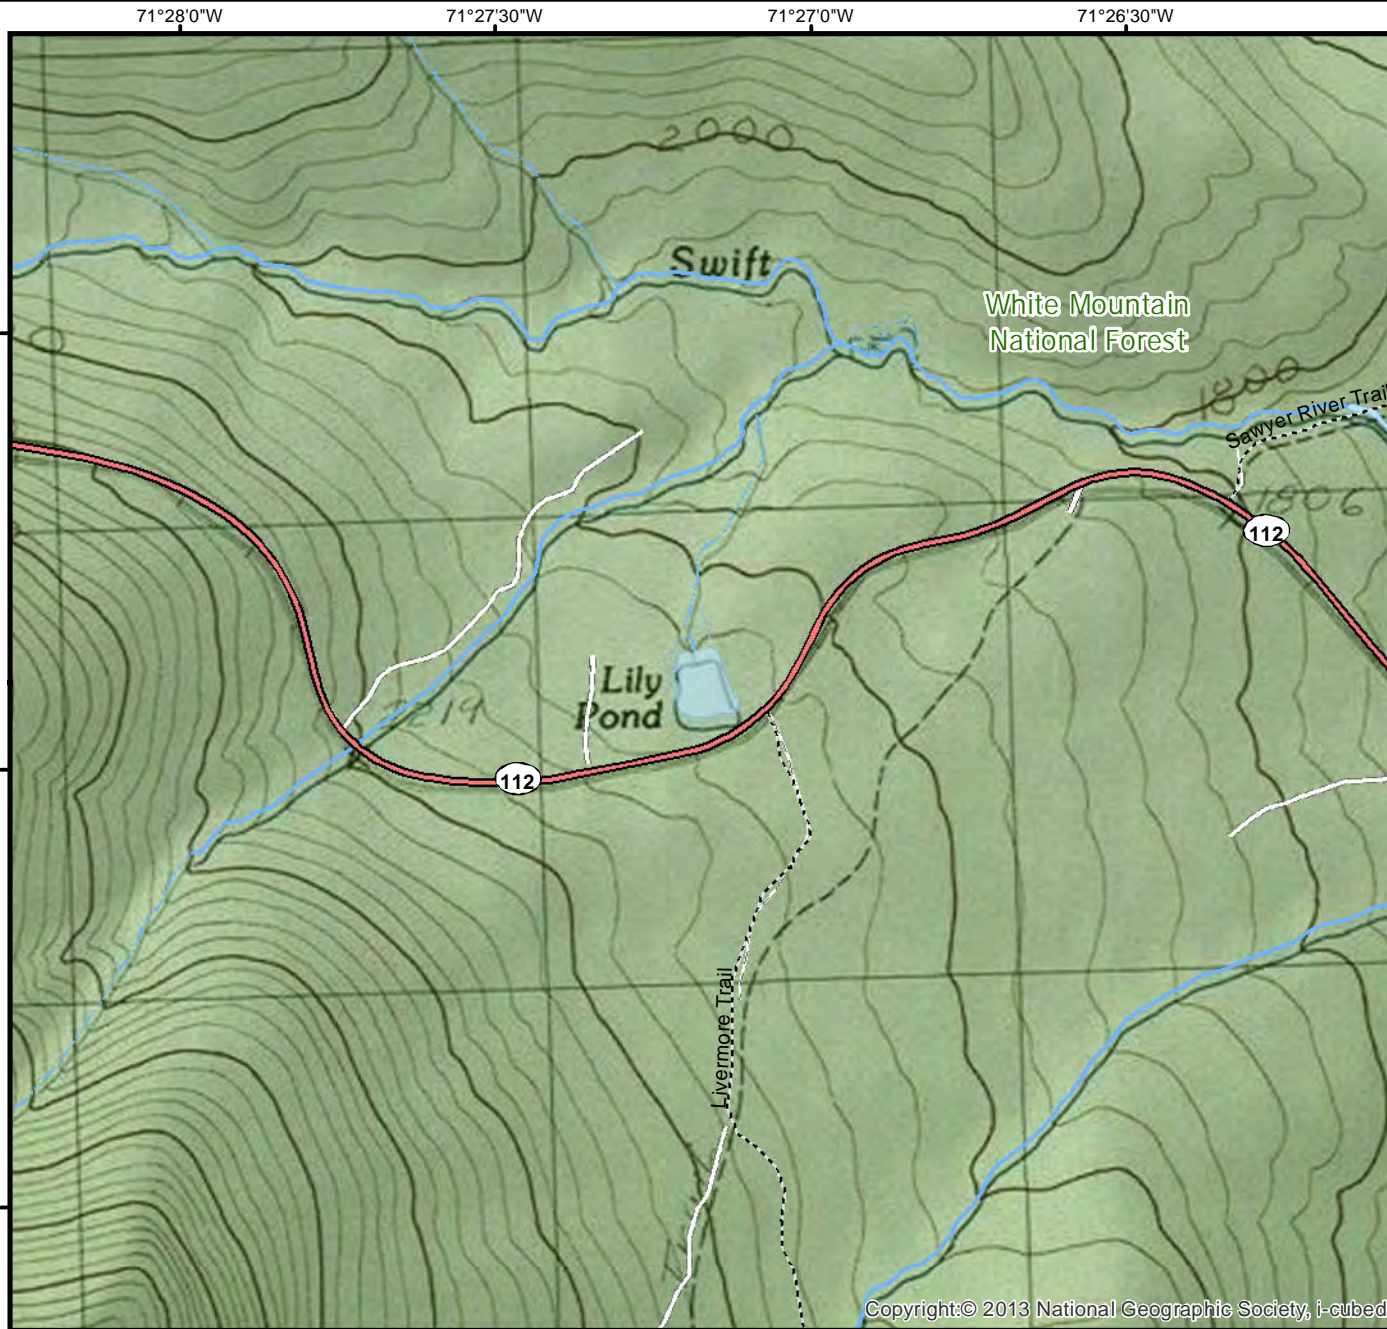 71°28'0"W
71°27'30"W
71°27'0"W
71°26'30"W
2000
Swift
White Mountain
National Forest
1800
Sawyer River Trail
1806
112
Lily
Pond
112
Livermore Trail
Copyright:© 2013 National Geographic Society, i-cubed